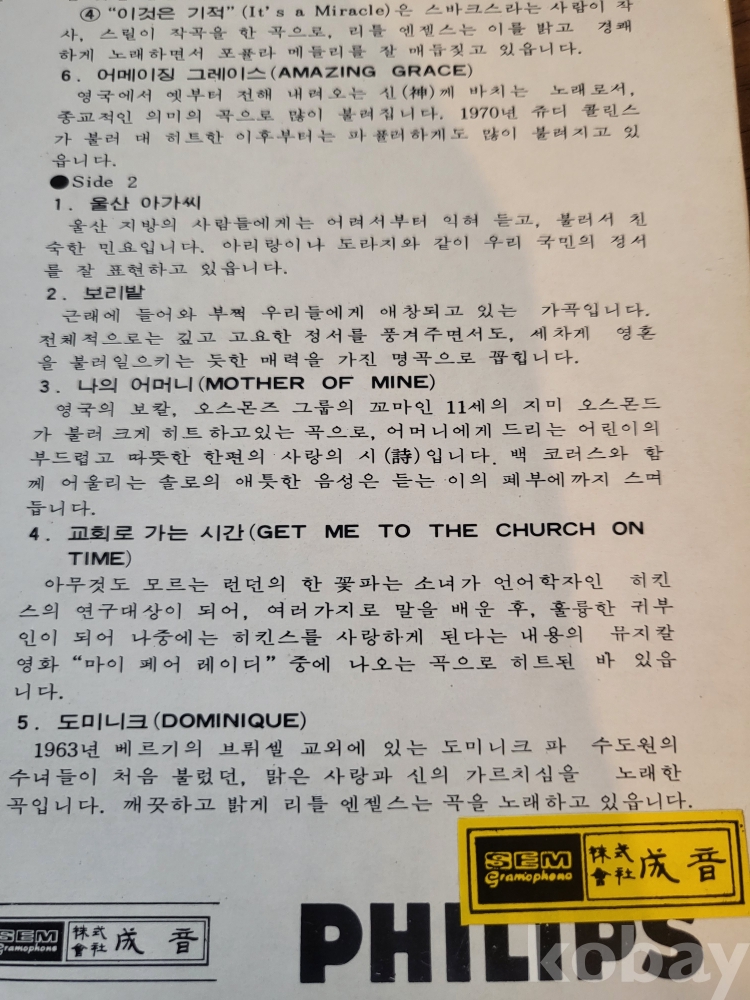 ④ “이것은 기적”(It's a Miracle)은 스바크스라는 사람이 작
사, 스릴이 작곡을 한 곡으로, 리틀 엔젤스는 이를 밝고 경쾌
하게 노래하면서 포퓰라 메들리를 잘 매듭짓고 있읍니다.
6. 어메이징 그레이스(AMAZING GRACE)
영국에서 옛부터 전해 내려오는 신(神)께 바치는 노래로서,
종교적인 의미의 곡으로 많이 불려집니다. 1970년 쥬디 콜린스
가 불러 대 히트한 이후부터는 파퓰러하게도 많이 불려지고 있
읍니다.
●Side 2
1. 울산 아가씨
울산 지방의 사람들에게는 어려서부터 익혀 듣고, 불러서 친
숙한 민요입니다. 아리랑이나 도라지와 같이 우리 국민의 정서
를 잘 표현하고 있읍니다.
2. 보리밭
근래에 들어와 부쩍 우리들에게 애창되고 있는 가곡입니다.
전체적으로는 깊고 고요한 정서를 풍겨주면서도, 세차게 영혼
을 불러일으키는 듯한 매력을 가진 명곡으로 꼽힙니다.
3. 나의 어머니(MOTHER OF MINE)
영국의 보칼, 오스몬즈 그룹의 꼬마인 11세의 지미 오스몬드
가 불러 크게 히트하고있는 곡으로, 어머니에게 드리는 어린이의
부드럽고 따뜻한 한편의 사랑의 시(詩)입니다. 백 코러스와 함
께 어울리는 솔로의 애틋한 음성은 듣는 이의 폐부에까지 스며
듭니다.
4. 교회로 가는 시간(GET ME TO THE CHURCH ON
TIME)
아무것도 모르는 런던의 한 꽃파는 소녀가 언어학자인 히킨
스의 연구대상이 되어, 여러가지로 말을 배운 후, 훌륭한 귀부
인이 되어 나중에는 히킨스를 사랑하게 된다는 내용의 뮤지칼
영화 “마이 페어 레이디” 중에 나오는 곡으로 히트된 바 있읍
니다.
5. 도미니크(DOMINIQUE)
1963년 베르기의 브뤼셀 교외에 있는 도미니크 파 수도원의
수녀들이 처음 불렀던, 맑은 사랑과 신의 가르치심을 노래한
곡입니다. 깨끗하고 밝게 리틀 엔젤스는 곡을 노래하고 있읍니다.
SEM Gramophono 株式會社 成音
SEM Gramophono 株式會社 成音
PHILIPS
kobay